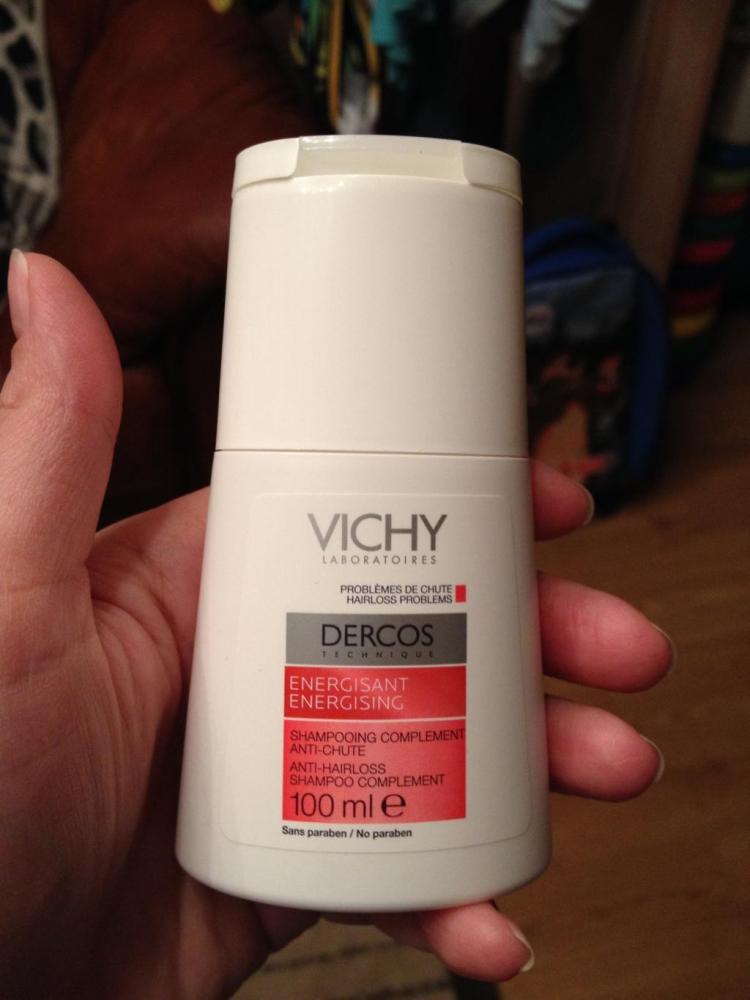 VICHY
LABORATOIRES
PROBLÈMES DE CHUTE
HAIRLOSS PROBLEMS
DERCOS
TECHNIQUE
ENERGISANT
ENERGISING
SHAMPOOING COMPLEMENT
ANTI-CHUTE
ANTI-HAIRLOSS
SHAMPOO COMPLEMENT
100 ml e
Sans paraben / No paraben